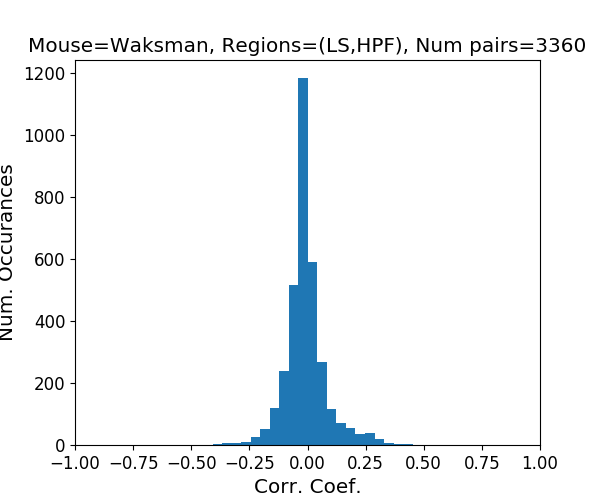 Mouse=Waksman, Regions=(LS,HPF), Num pairs=3360
1200
1000
800
600
400
200
0
Num. Occurances
−1.00 −0.75 −0.50 −0.25 0.00 0.25 0.50 0.75 1.00
Corr. Coef.